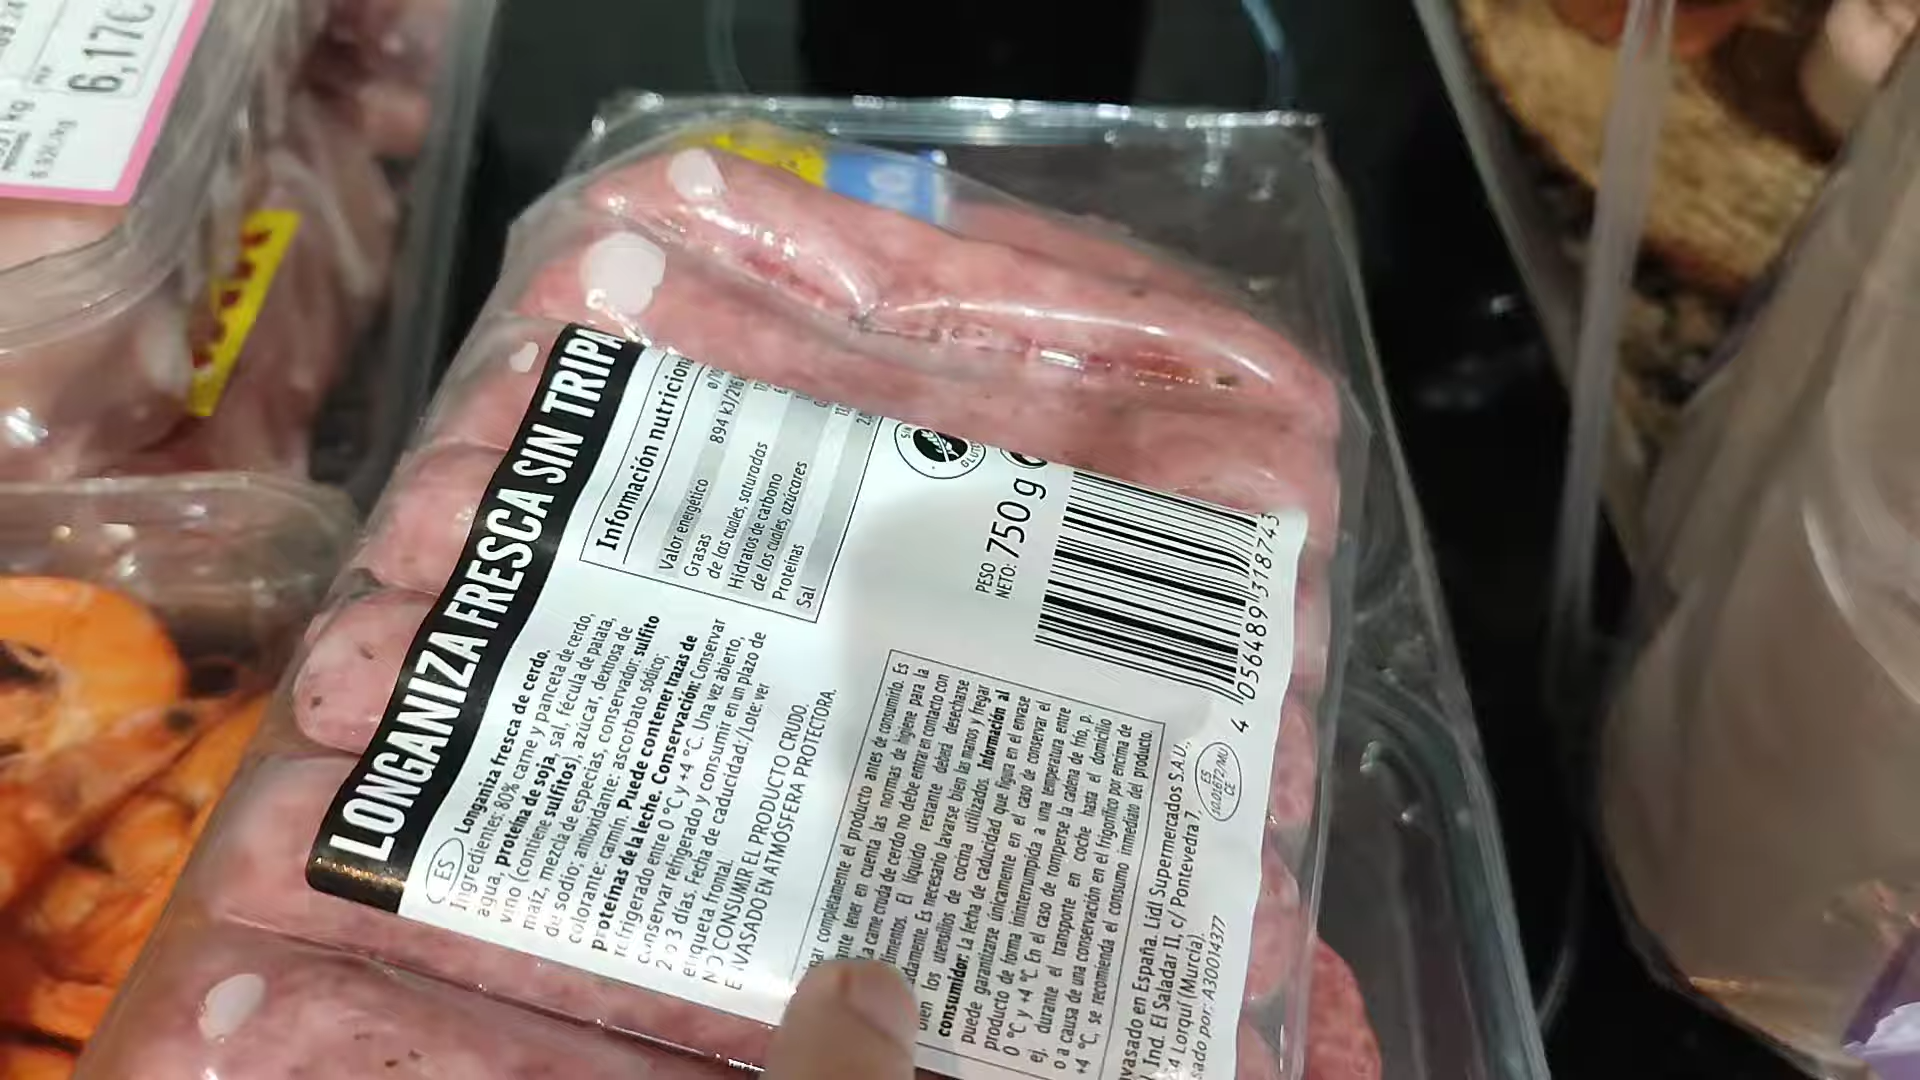 6,17€
LONGANIZA FRESCA SIN TRIPA
ES Longaniza fresca de cerdo.
Ingredientes: 80% carne y panceta de cerdo,
agua, proteína de soja, sal, fécula de patata,
vino (contiene sulfitos), azúcar, dextrosa de
maíz, mezcla de especias, conservador: sulfito
de sodio, antioxidante: ascorbato sódico;
colorante: carmín. Puede contener trazas de
proteínas de la leche. Conservación: Conservar
refrigerado entre 0 °C y +4 °C. Una vez abierto,
conservar refrigerado y consumir en un plazo de
2 o 3 días. Fecha de caducidad:/Lote: ver
etiqueta frontal.
NO CONSUMIR EL PRODUCTO CRUDO.
ENVASADO EN ATMÓSFERA PROTECTORA.
Información nutricion
Valor energético 894 kJ/216
Grasas
de las cuales, saturadas
Hidratos de carbono
de los cuales, azúcares
Proteínas
Sal
SIN GLUT
PESO
NETO: 750 g
completamente el producto antes de consumirlo. Es
tener en cuenta las normas de higiene para la
carne cruda de cerdo no debe entrar en contacto con
El líquido restante deberá desecharse
Es necesario lavarse bien las manos y fregar
bien los utensilios de cocina utilizados. Información al
consumidor: La fecha de caducidad que figura en el envase
puede garantizarse únicamente en el caso de conservar el
producto de forma ininterrumpida a una temperatura entre
0 °C y +4 °C. En el caso de romperse la cadena de frío, p.
ej. durante el transporte en coche hasta el domicilio
o a causa de una conservación en el frigorífico por encima de
+4 °C, se recomienda el consumo inmediato del producto.
vasado en España. Lidl Supermercados S.A.U.,
. Ind. El Saladar II, c/ Pontevedra 7,
4 Lorquí (Murcia).
sado por: A30014377
ES
10.04672/MU
CE
4 056489 318743